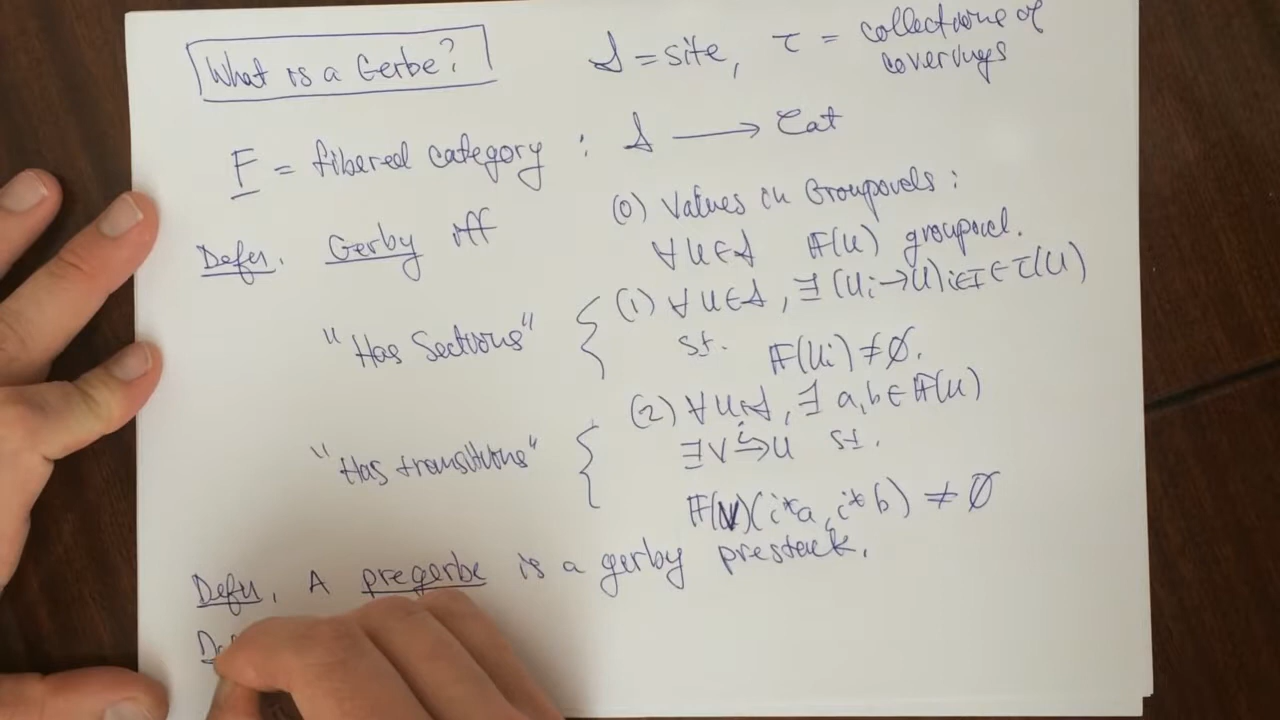 What is a Gerbe?
𝒮 = site, τ = collections of coverings
F = fibered category : 𝒮 → Cat
Defn. Gerby iff
(0) Values in Groupoids :
∀ U ∈ 𝒮 𝔽(U) groupoid.
"Has Sections"
(1) ∀ U ∈ 𝒮, ∃ (Ui → U)i∈I ∈ τ(U)
st. 𝔽(Ui) ≠ ∅.
"Has transitions"
(2) ∀ U ∈ 𝒮, ∃ a, b ∈ 𝔽(U)
∃ V i→ U st.
𝔽(V)(i*a, i*b) ≠ ∅
Defn. A pregerbe is a gerby prestack.